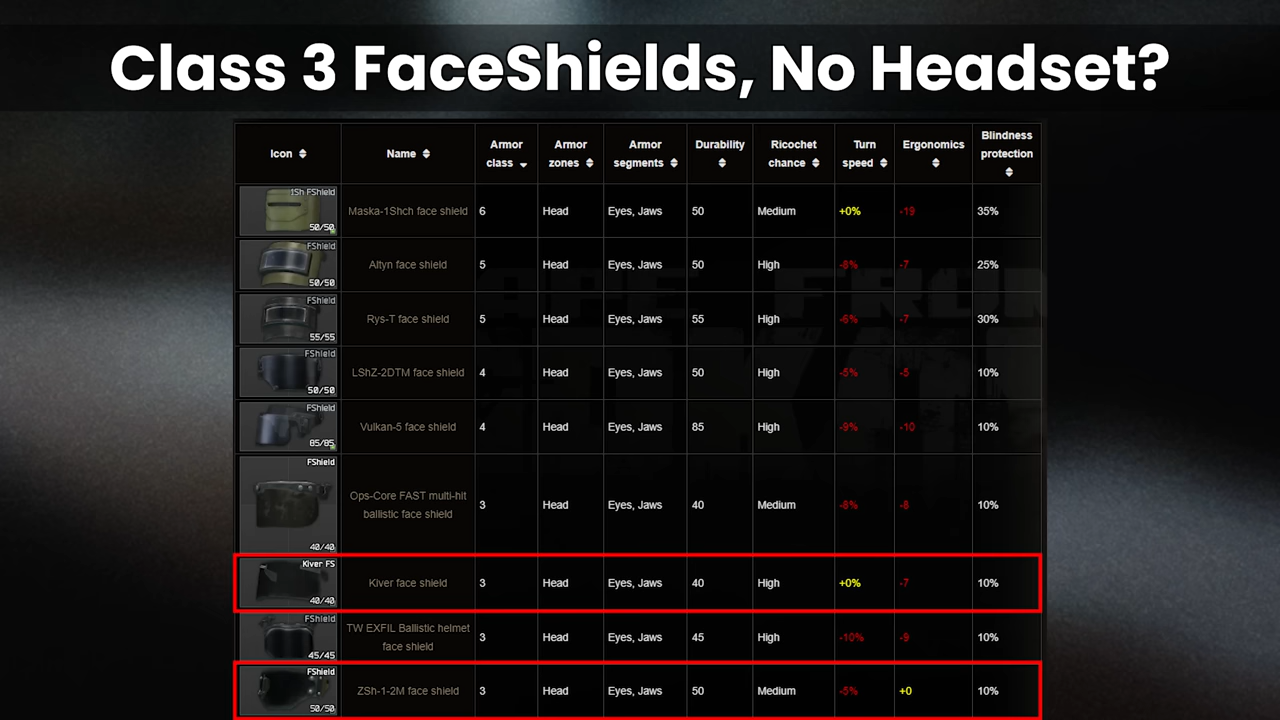 Class 3 FaceShields, No Headset?
Icon Name Armor class Armor zones Armor segments Durability Ricochet chance Turn speed Ergonomics Blindness protection
1Sh FShield
50/50
Maska-1Shch face shield 6 Head Eyes, Jaws 50 Medium +0% -19 35%
FShield
50/50
Altyn face shield 5 Head Eyes, Jaws 50 High -8% -7 25%
FShield
55/55
Rys-T face shield 5 Head Eyes, Jaws 55 High -6% -7 30%
FShield
50/50
LShZ-2DTM face shield 4 Head Eyes, Jaws 50 High -5% -5 10%
FShield
85/85
Vulkan-5 face shield 4 Head Eyes, Jaws 85 High -9% -10 10%
FShield
40/40
Ops-Core FAST multi-hit
ballistic face shield 3 Head Eyes, Jaws 40 Medium -8% -8 10%
Kiver FS
40/40
Kiver face shield 3 Head Eyes, Jaws 40 High +0% -7 10%
FShield
45/45
TW EXFIL Ballistic helmet
face shield 3 Head Eyes, Jaws 45 High -10% -9 10%
FShield
50/50
ZSh-1-2M face shield 3 Head Eyes, Jaws 50 Medium -5% +0 10%